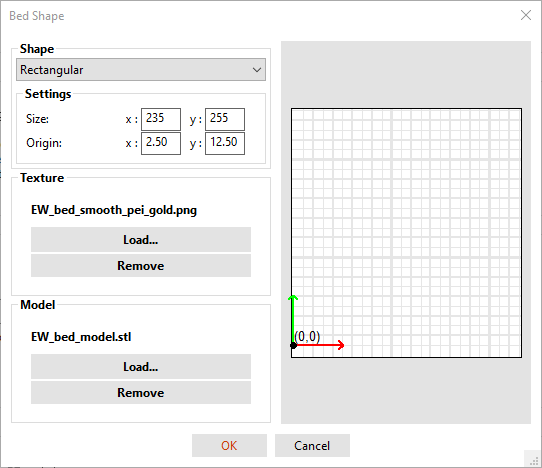 Bed Shape
Shape
Rectangular
Settings
Size: x : 235 y : 255
Origin: x : 2.50 y : 12.50
Texture
EW_bed_smooth_pei_gold.png
Load...
Remove
Model
EW_bed_model.stl
Load...
Remove
(0,0)
OK Cancel